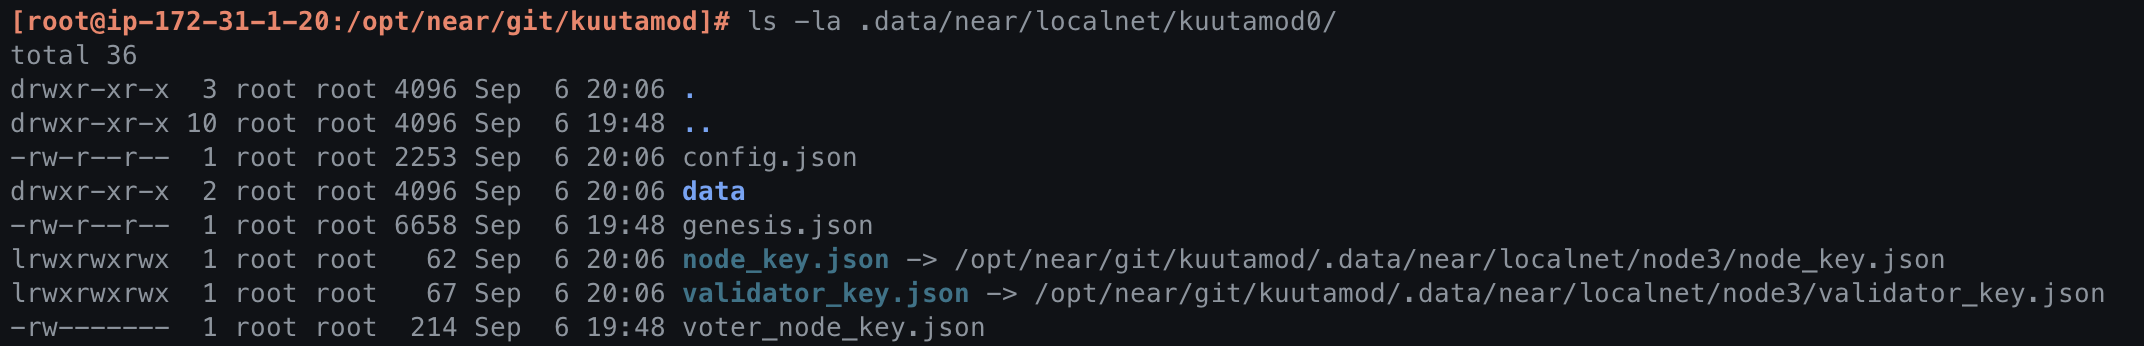 [root@ip-172-31-1-20:/opt/near/git/kuutamod]# ls -la .data/near/localnet/kuutamod0/
total 36
drwxr-xr-x  3 root root 4096 Sep  6 20:06 .
drwxr-xr-x 10 root root 4096 Sep  6 19:48 ..
-rw-r--r--  1 root root 2253 Sep  6 20:06 config.json
drwxr-xr-x  2 root root 4096 Sep  6 20:06 data
-rw-r--r--  1 root root 6658 Sep  6 19:48 genesis.json
lrwxrwxrwx  1 root root   62 Sep  6 20:06 node_key.json -> /opt/near/git/kuutamod/.data/near/localnet/node3/node_key.json
lrwxrwxrwx  1 root root   67 Sep  6 20:06 validator_key.json -> /opt/near/git/kuutamod/.data/near/localnet/node3/validator_key.json
-rw-------  1 root root  214 Sep  6 19:48 voter_node_key.json